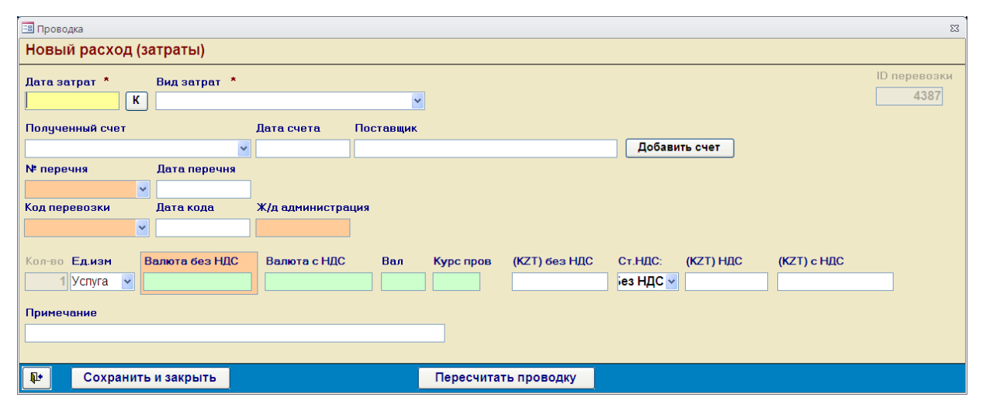 Проводка
Новый расход (затраты)
Дата затрат * Вид затрат * ID перевозки
К 4387
Полученный счет Дата счета Поставщик
Добавить счет
№ перечня Дата перечня
Код перевозки Дата кода Ж/д администрация
Кол-во Ед.изм Валюта без НДС Валюта с НДС Вал Курс пров (KZT) без НДС Ст.НДС: (KZT) НДС (KZT) с НДС
1 Услуга ез НДС
Примечание
Сохранить и закрыть Пересчитать проводку